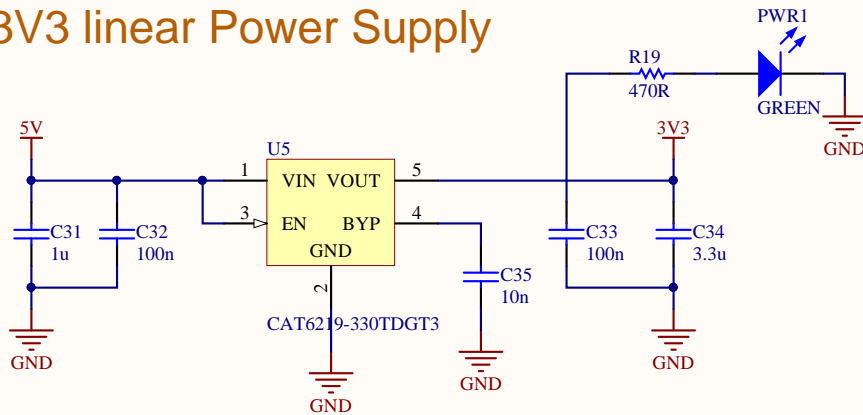 3V3 linear Power Supply
PWR1
R19
470R
GREEN
GND
5V
3V3
U5
1
VIN VOUT
5
3
EN
BYP
4
GND
2
C31
1u
C32
100n
C33
100n
C34
3.3u
C35
10n
CAT6219-330TDGT3
GND
GND
GND
GND